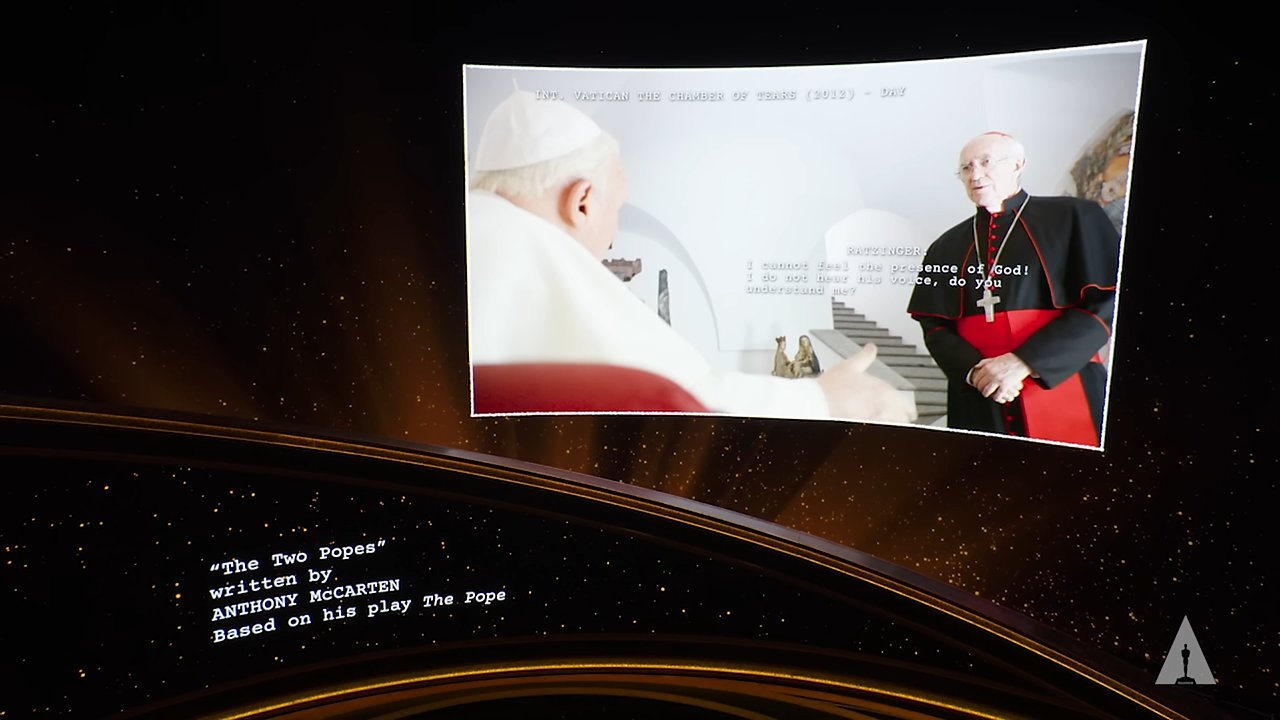 INT. VATICAN THE CHAMBER OF TEARS (2012) - DAY
RATZINGER:
I cannot feel the presence of God!
I do not hear his voice, do you
understand me?
“The Two Popes”
written by
ANTHONY McCARTEN
Based on his play The Pope